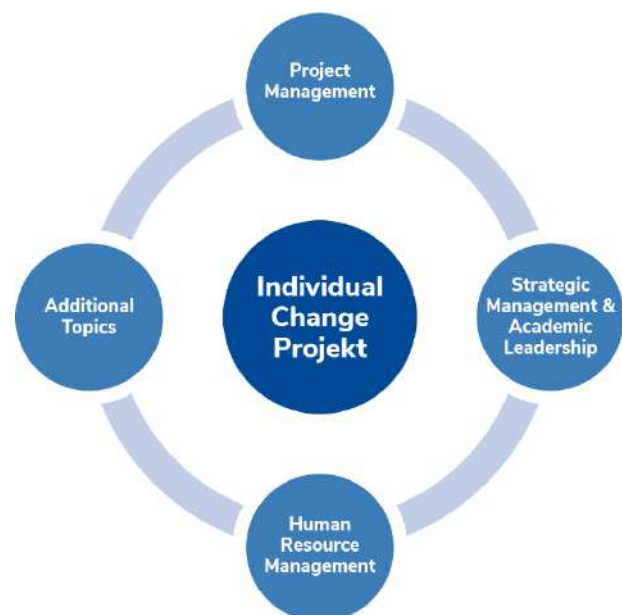 Project
Management
Strategic
Management &
Academic
Leadership
Human
Resource
Management
Additional
Topics
Individual
Change
Projekt